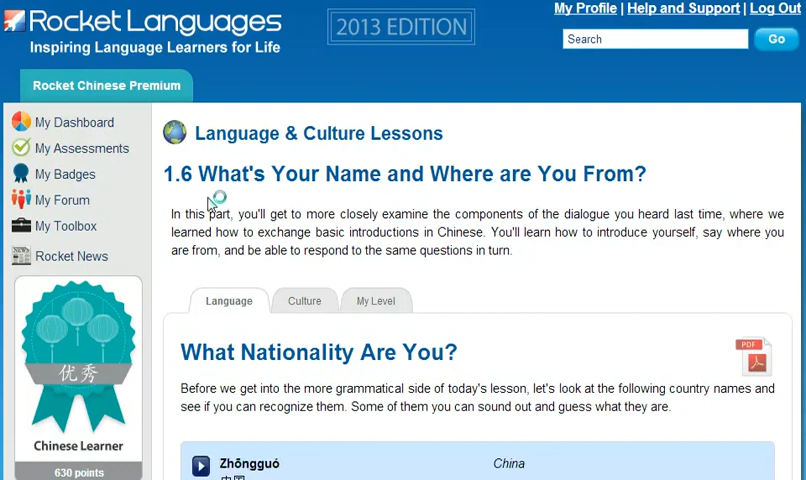 Rocket Languages
Inspiring Language Learners for Life
2013 EDITION
My Profile | Help and Support | Log Out
Search
Go
Rocket Chinese Premium
My Dashboard
My Assessments
My Badges
My Forum
My Toolbox
Rocket News
优秀
Chinese Learner
630 points
Language & Culture Lessons
1.6 What's Your Name and Where are You From?
In this part, you'll get to more closely examine the components of the dialogue you heard last time, where we
learned how to exchange basic introductions in Chinese. You'll learn how to introduce yourself, say where you
are from, and be able to respond to the same questions in turn.
Language
Culture
My Level
What Nationality Are You?
PDF
Before we get into the more grammatical side of today's lesson, let's look at the following country names and
see if you can recognize them. Some of them you can sound out and guess what they are.
Zhōngguó
China